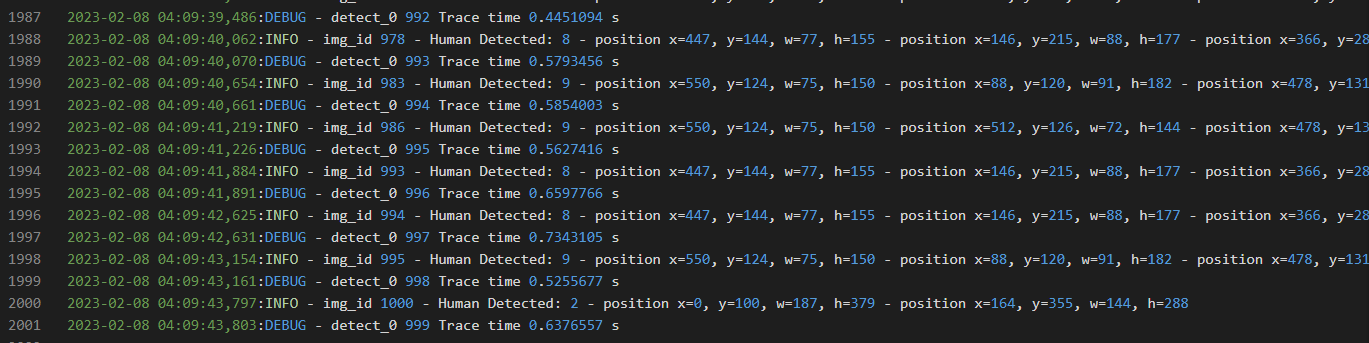 1987 2023-02-08 04:09:39,486:DEBUG - detect_0 992 Trace time 0.4451094 s
1988 2023-02-08 04:09:40,062:INFO - img_id 978 - Human Detected: 8 - position x=447, y=144, w=77, h=155 - position x=146, y=215, w=88, h=177 - position x=366, y=28
1989 2023-02-08 04:09:40,070:DEBUG - detect_0 993 Trace time 0.5793456 s
1990 2023-02-08 04:09:40,654:INFO - img_id 983 - Human Detected: 9 - position x=550, y=124, w=75, h=150 - position x=88, y=120, w=91, h=182 - position x=478, y=131
1991 2023-02-08 04:09:40,661:DEBUG - detect_0 994 Trace time 0.5854003 s
1992 2023-02-08 04:09:41,219:INFO - img_id 986 - Human Detected: 9 - position x=550, y=124, w=75, h=150 - position x=512, y=126, w=72, h=144 - position x=478, y=13
1993 2023-02-08 04:09:41,226:DEBUG - detect_0 995 Trace time 0.5627416 s
1994 2023-02-08 04:09:41,884:INFO - img_id 993 - Human Detected: 8 - position x=447, y=144, w=77, h=155 - position x=146, y=215, w=88, h=177 - position x=366, y=28
1995 2023-02-08 04:09:41,891:DEBUG - detect_0 996 Trace time 0.6597766 s
1996 2023-02-08 04:09:42,625:INFO - img_id 994 - Human Detected: 8 - position x=447, y=144, w=77, h=155 - position x=146, y=215, w=88, h=177 - position x=366, y=28
1997 2023-02-08 04:09:42,631:DEBUG - detect_0 997 Trace time 0.7343105 s
1998 2023-02-08 04:09:43,154:INFO - img_id 995 - Human Detected: 9 - position x=550, y=124, w=75, h=150 - position x=88, y=120, w=91, h=182 - position x=478, y=131
1999 2023-02-08 04:09:43,161:DEBUG - detect_0 998 Trace time 0.5255677 s
2000 2023-02-08 04:09:43,797:INFO - img_id 1000 - Human Detected: 2 - position x=0, y=100, w=187, h=379 - position x=164, y=355, w=144, h=288
2001 2023-02-08 04:09:43,803:DEBUG - detect_0 999 Trace time 0.6376557 s